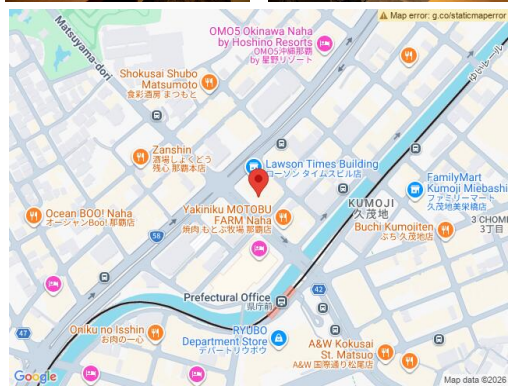 Map error: g.co/staticmaperror
Matsuyama-dori
OMO5 Okinawa Naha
by Hoshino Resorts
OMO5沖縄那覇
by 星野リゾート
ゆいレール
Shokusai Shubo
Matsumoto
食彩酒房 まつもと
Zanshin
酒場しょくどう
残心 那覇本店
Lawson Times Building
ローソン タイムスビル店
FamilyMart
Kumoji Miebashi
ファミリーマート
久茂地美栄橋店
KUMOJI
久茂地
Yakiniku MOTOBU
FARM Naha
焼肉 もとぶ牧場 那覇店
Ocean BOO! Naha
オーシャンBoo! 那覇店
Buchi Kumojiten
ぶち 久茂地店
3 CHOME
3丁目
58
Prefectural Office
県庁前
42
47
Oniku no Isshin
お肉の一心
RYUBO
Department Store
デパートリウボウ
A&W Kokusai
St. Matsuo
A&W 国際通り松尾店
Google
Map data ©2026